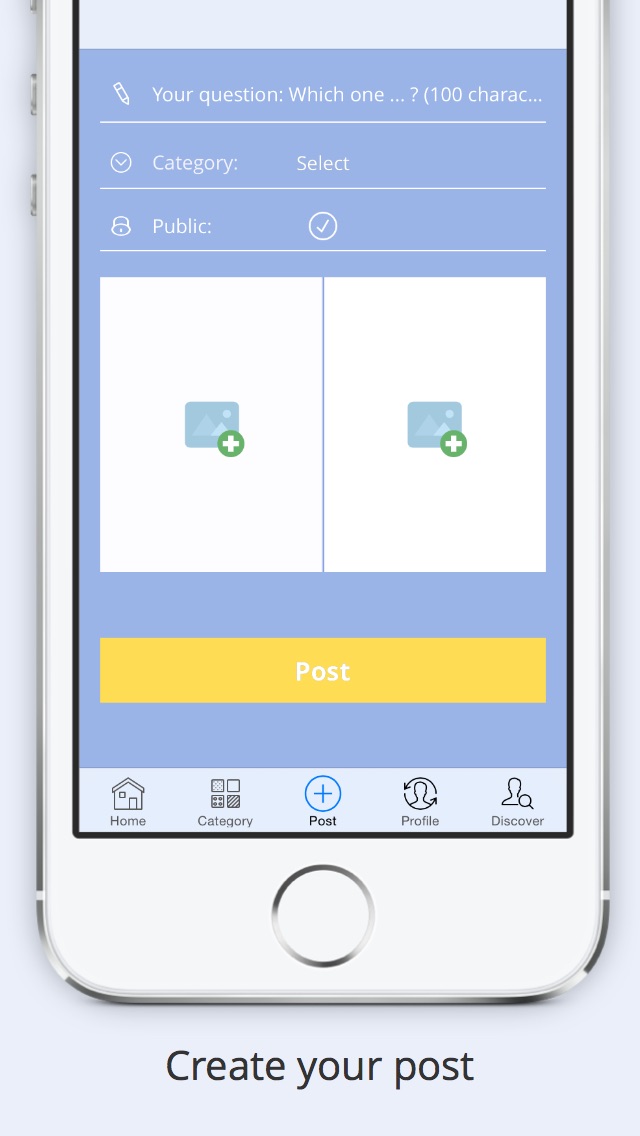 Your question: Which one ... ? (100 charac...
Category: Select
Public:
Post
Home Category Post Profile Discover
Create your post